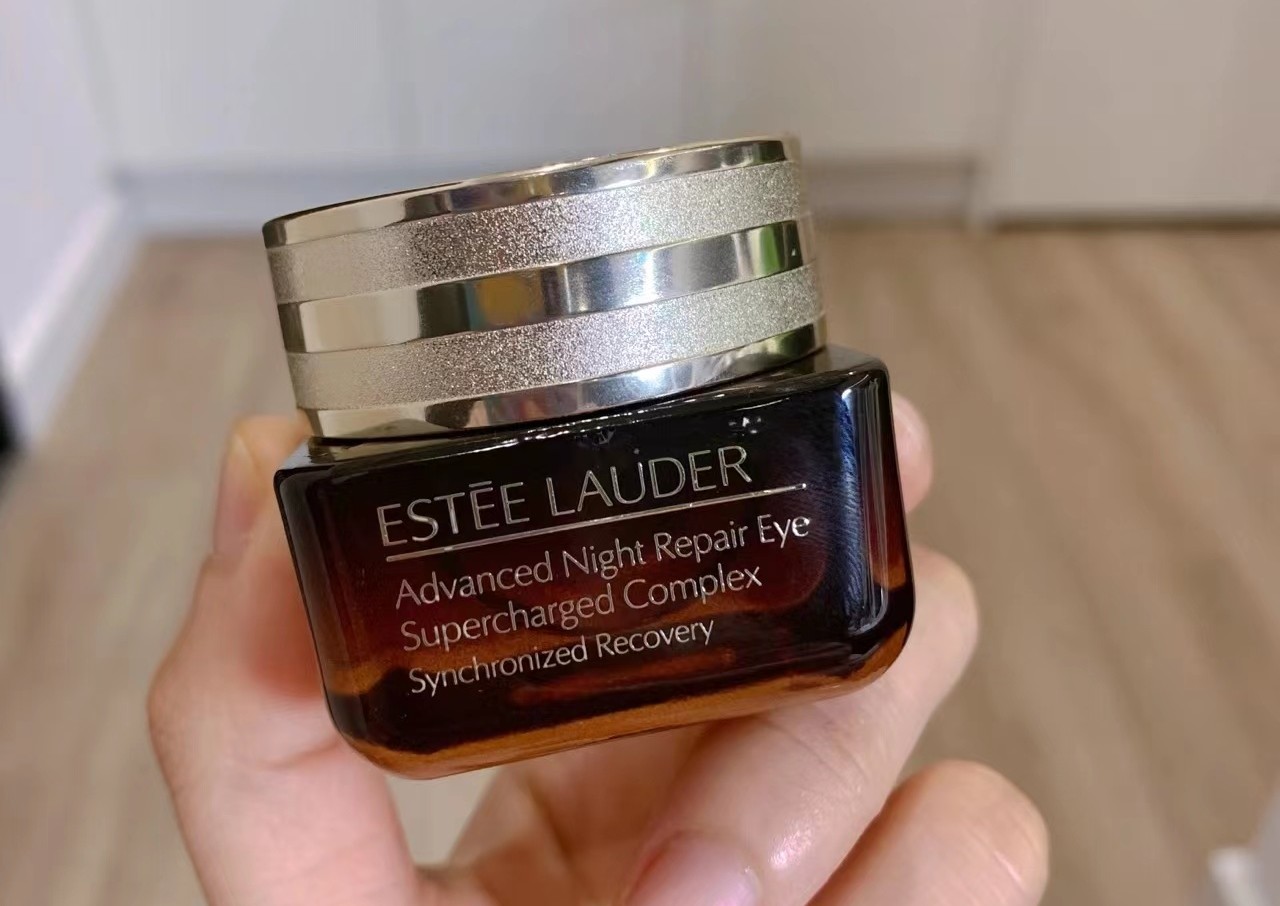 ESTĒE LAUDER
Advanced Night Repair Eye
Supercharged Complex
Synchronized Recovery